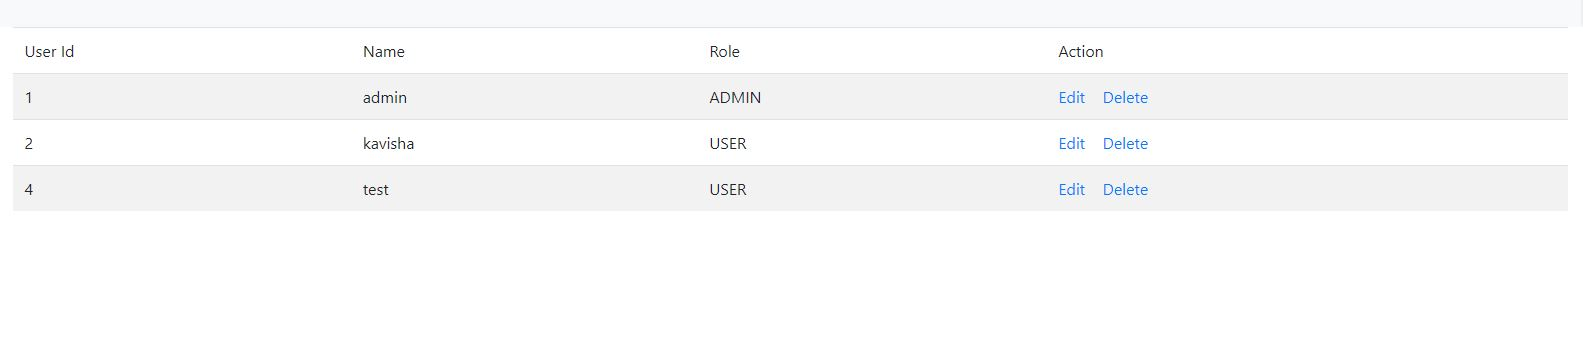 User Id Name Role Action
1 admin ADMIN Edit Delete
2 kavisha USER Edit Delete
4 test USER Edit Delete